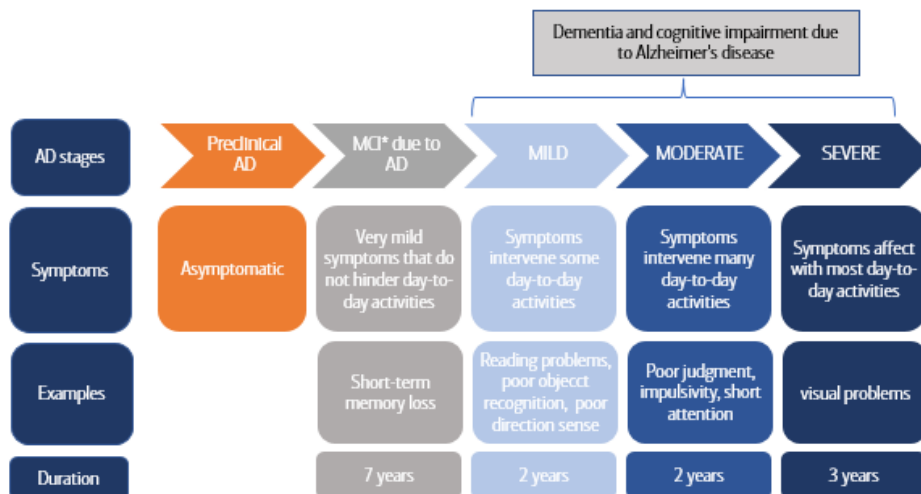 Dementia and cognitive impairment due
to Alzheimer's disease
AD stages
Preclinical
AD
MCI* due to
AD
MILD
MODERATE
SEVERE
Symptoms
Asymptomatic
Very mild
symptoms that do
not hinder day-to-
day activities
Symptoms
intervene some
day-to-day
activities
Symptoms
intervene many
day-to-day
activities
Symptoms affect
with most day-to-
day activities
Examples
Short-term
memory loss
Reading problems,
poor objecct
recognition, poor
direction sense
Poor judgment,
impulsivity, short
attention
visual problems
Duration
7 years
2 years
2 years
3 years